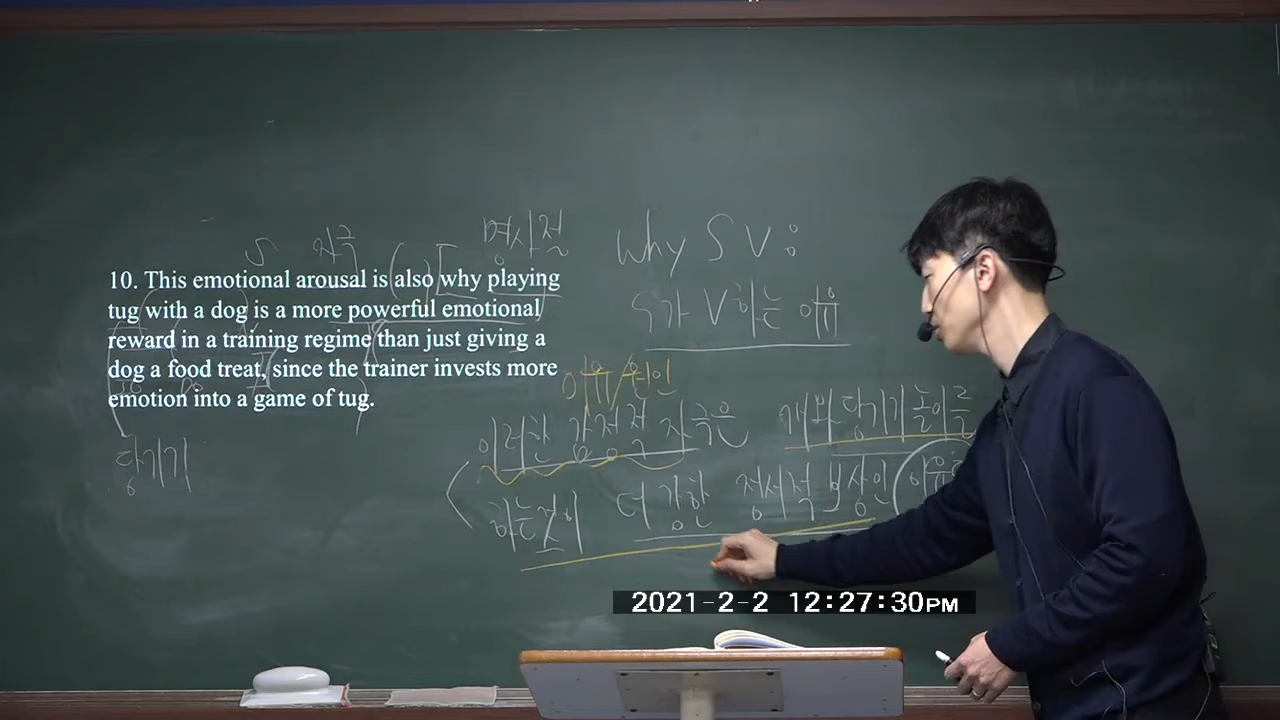 S 자극 ( ) [ 명사절
10. This emotional arousal is also why playing
tug with a dog is a more powerful emotional
reward in a training regime than just giving a
dog a food treat, since the trainer invests more
emotion into a game of tug.
당기기
Why S V:
S가 V하는 이유
이유/원인
이러한 감정적 자극은 개와 당기기 놀이를
하는것이 더 강한 정서적 보상인 이유
2021-2-2 12:27:30PM